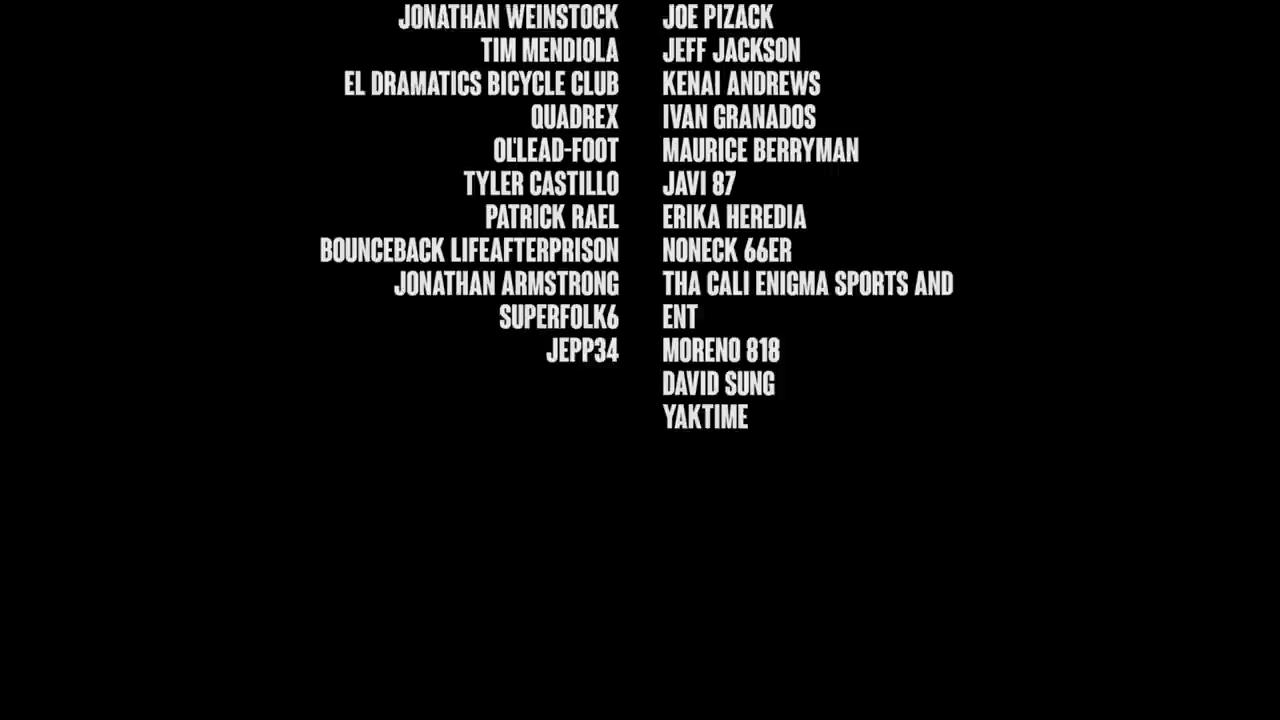 JONATHAN WEINSTOCK
TIM MENDIOLA
EL DRAMATICS BICYCLE CLUB
QUADREX
OL'LEAD-FOOT
TYLER CASTILLO
PATRICK RAEL
BOUNCEBACK LIFEAFTERPRISON
JONATHAN ARMSTRONG
SUPERFOLK6
JEPP34
JOE PIZACK
JEFF JACKSON
KENAI ANDREWS
IVAN GRANADOS
MAURICE BERRYMAN
JAVI 87
ERIKA HEREDIA
NONECK 66ER
THA CALI ENIGMA SPORTS AND
ENT
MORENO 818
DAVID SUNG
YAKTIME